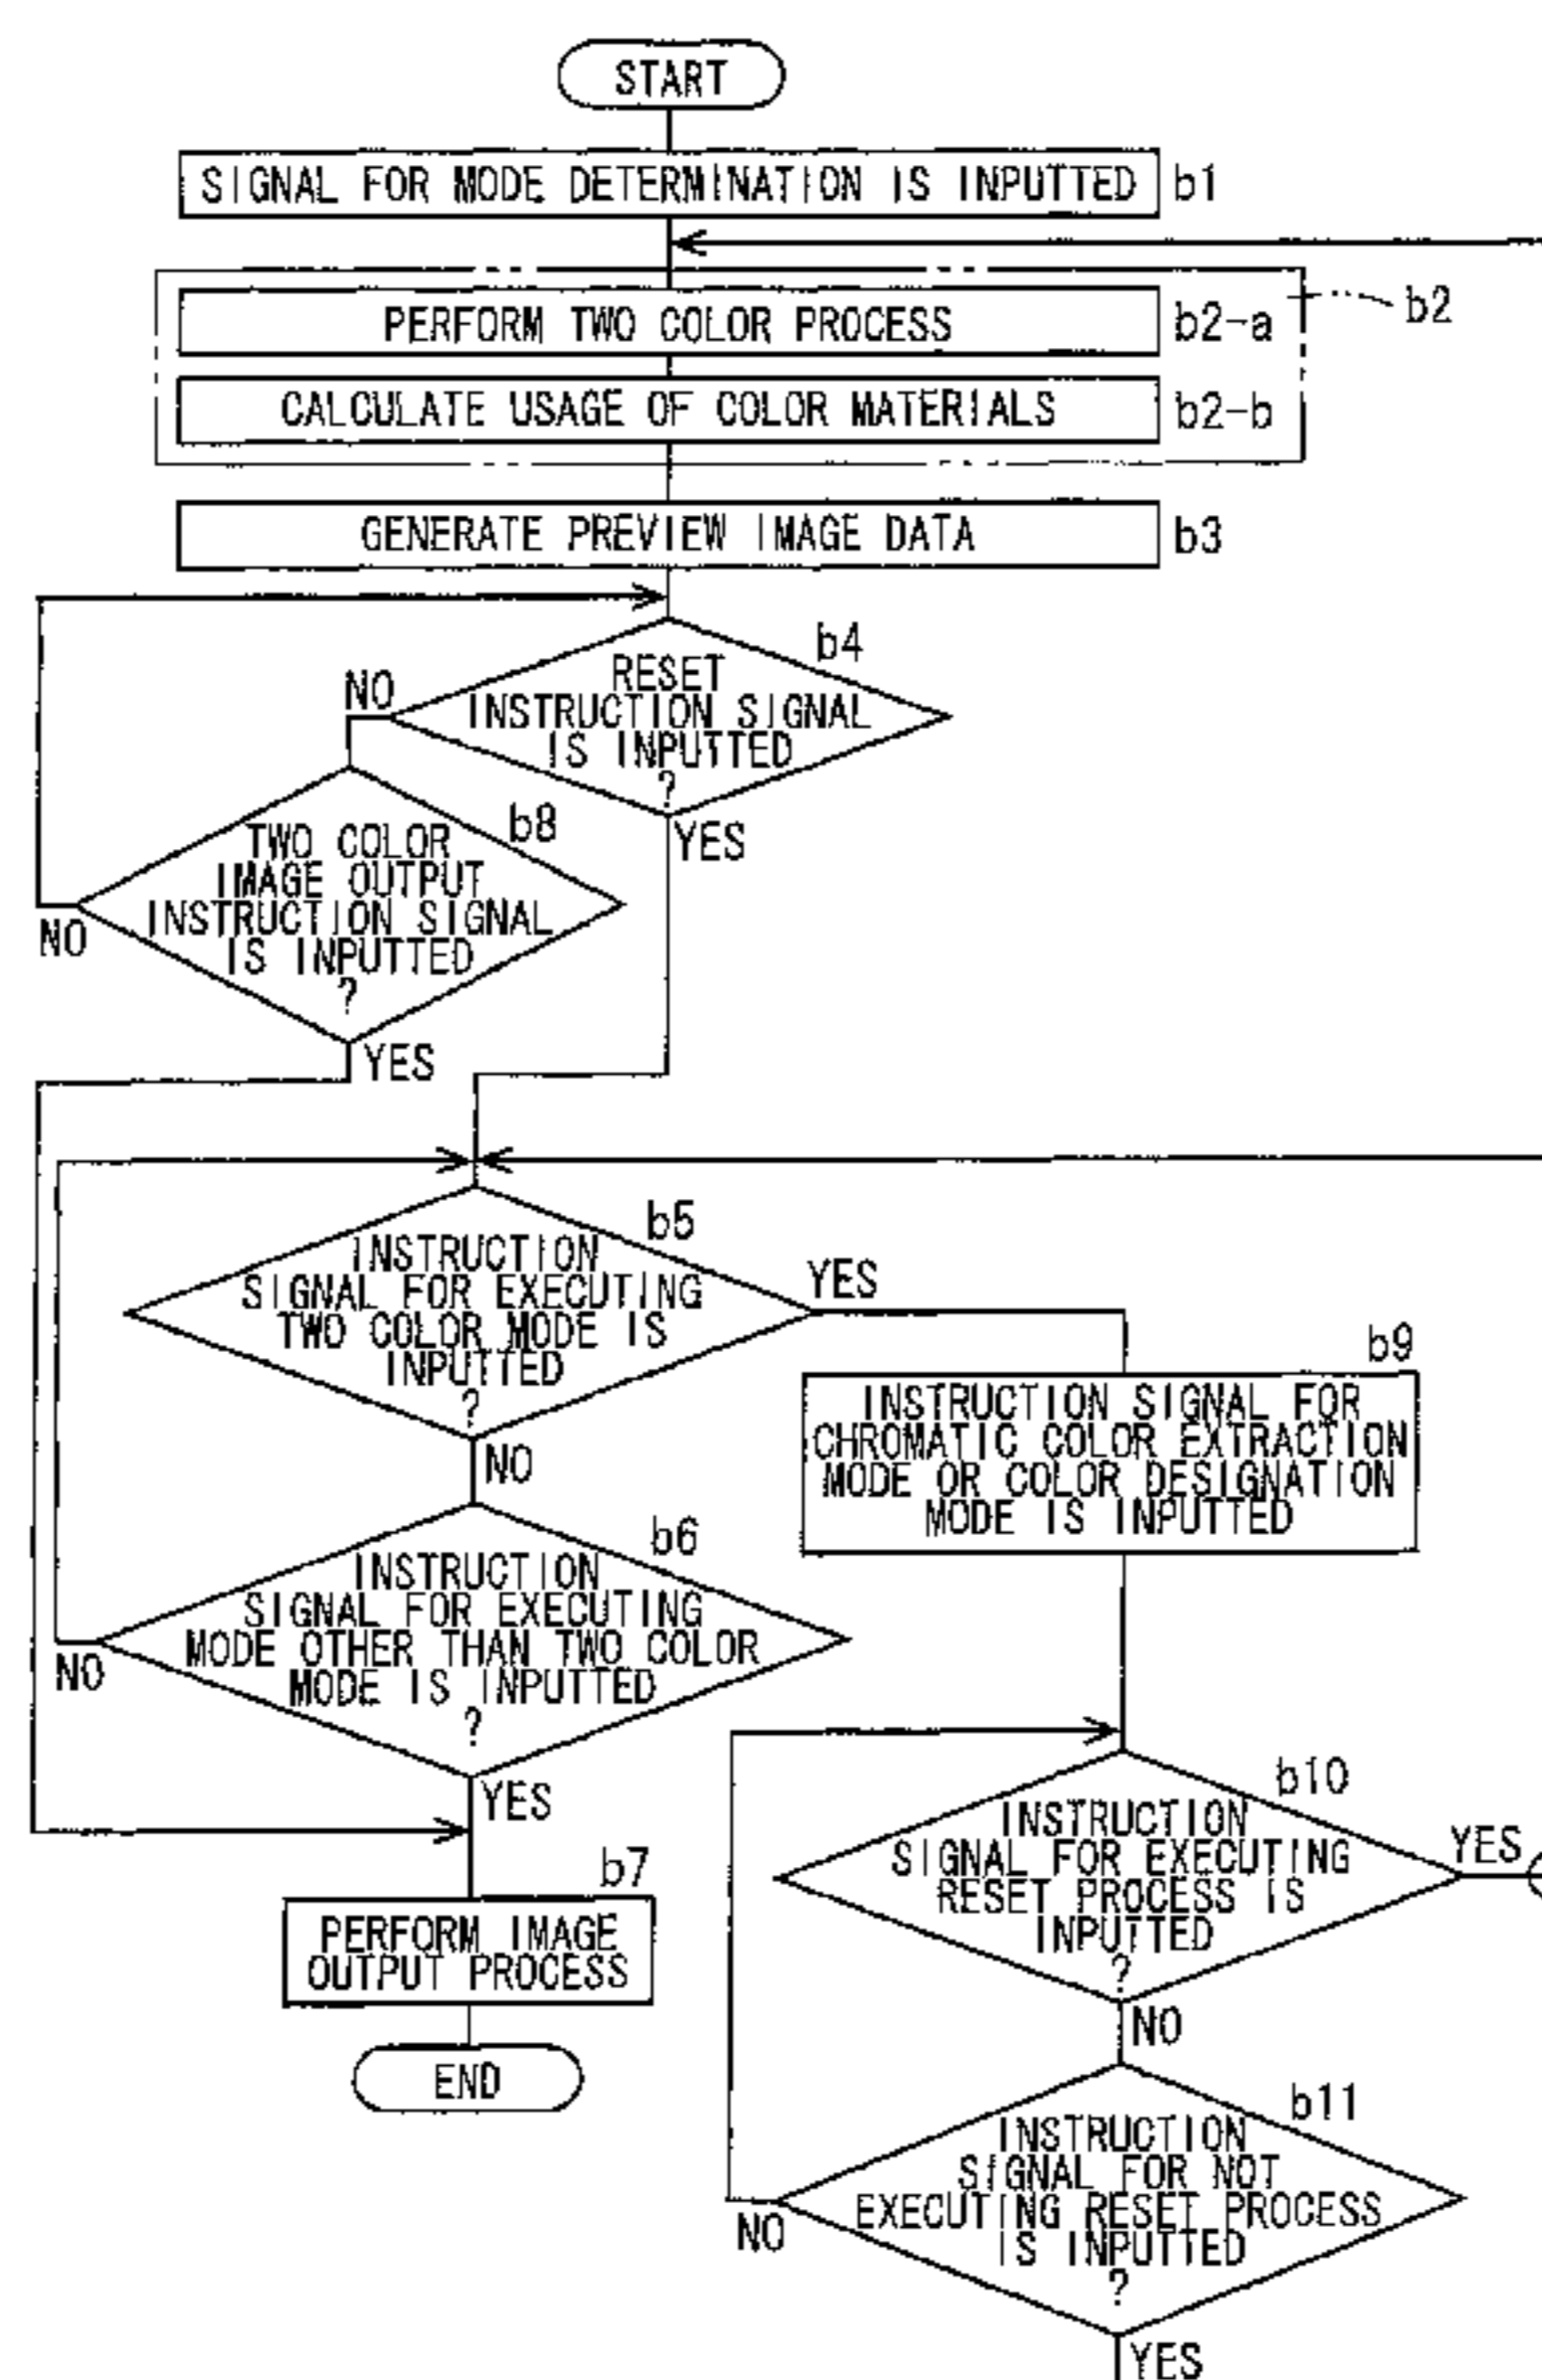 START
SIGNAL FOR MODE DETERMINATION IS INPUTTED b1
PERFORM TWO COLOR PROCESS b2-a
b2
CALCULATE USAGE OF COLOR MATERIALS b2-b
GENERATE PREVIEW IMAGE DATA b3
b4
RESET
INSTRUCTION SIGNAL
IS INPUTTED
?
NO
YES
b8
TWO COLOR
IMAGE OUTPUT
INSTRUCTION SIGNAL
IS INPUTTED
?
NO
YES
b5
INSTRUCTION
SIGNAL FOR EXECUTING
TWO COLOR MODE IS
INPUTTED
?
YES
NO
b9
INSTRUCTION SIGNAL FOR
CHROMATIC COLOR EXTRACTION
MODE OR COLOR DESIGNATION
MODE IS INPUTTED
b6
INSTRUCTION
SIGNAL FOR EXECUTING
MODE OTHER THAN TWO COLOR
MODE IS INPUTTED
?
NO
YES
b7
PERFORM IMAGE
OUTPUT PROCESS
END
b10
INSTRUCTION
SIGNAL FOR EXECUTING
RESET PROCESS IS
INPUTTED
?
YES
NO
b11
INSTRUCTION
SIGNAL FOR NOT
EXECUTING RESET PROCESS
IS INPUTTED
?
NO
YES